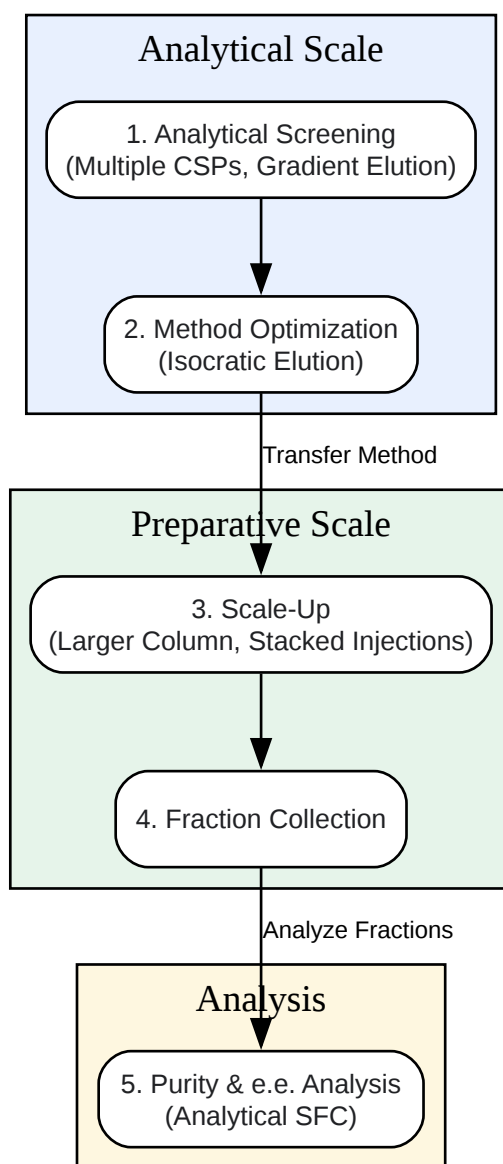 Analytical Scale
1. Analytical Screening
(Multiple CSPs, Gradient Elution)
2. Method Optimization
(Isocratic Elution)
Transfer Method
Preparative Scale
3. Scale-Up
(Larger Column, Stacked Injections)
4. Fraction Collection
Analyze Fractions
Analysis
5. Purity & e.e. Analysis
(Analytical SFC)